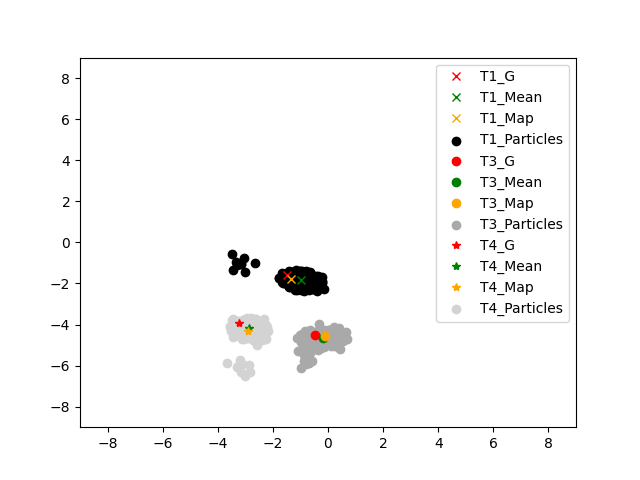 8
6
4
2
0
−2
−4
−6
−8
−8 −6 −4 −2 0 2 4 6 8
T1_G
T1_Mean
T1_Map
T1_Particles
T3_G
T3_Mean
T3_Map
T3_Particles
T4_G
T4_Mean
T4_Map
T4_Particles